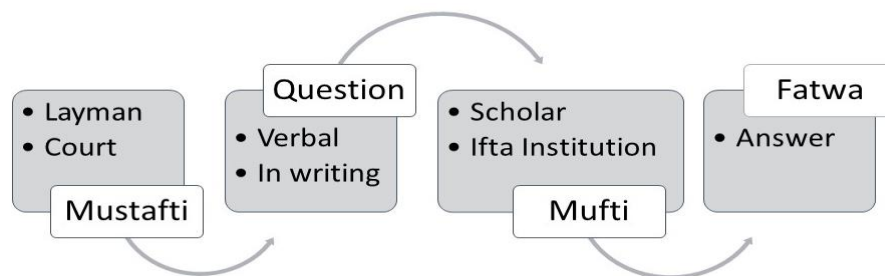 • Layman
• Court
Mustafti
Question
• Verbal
• In writing
• Scholar
• Ifta Institution
Mufti
Fatwa
• Answer